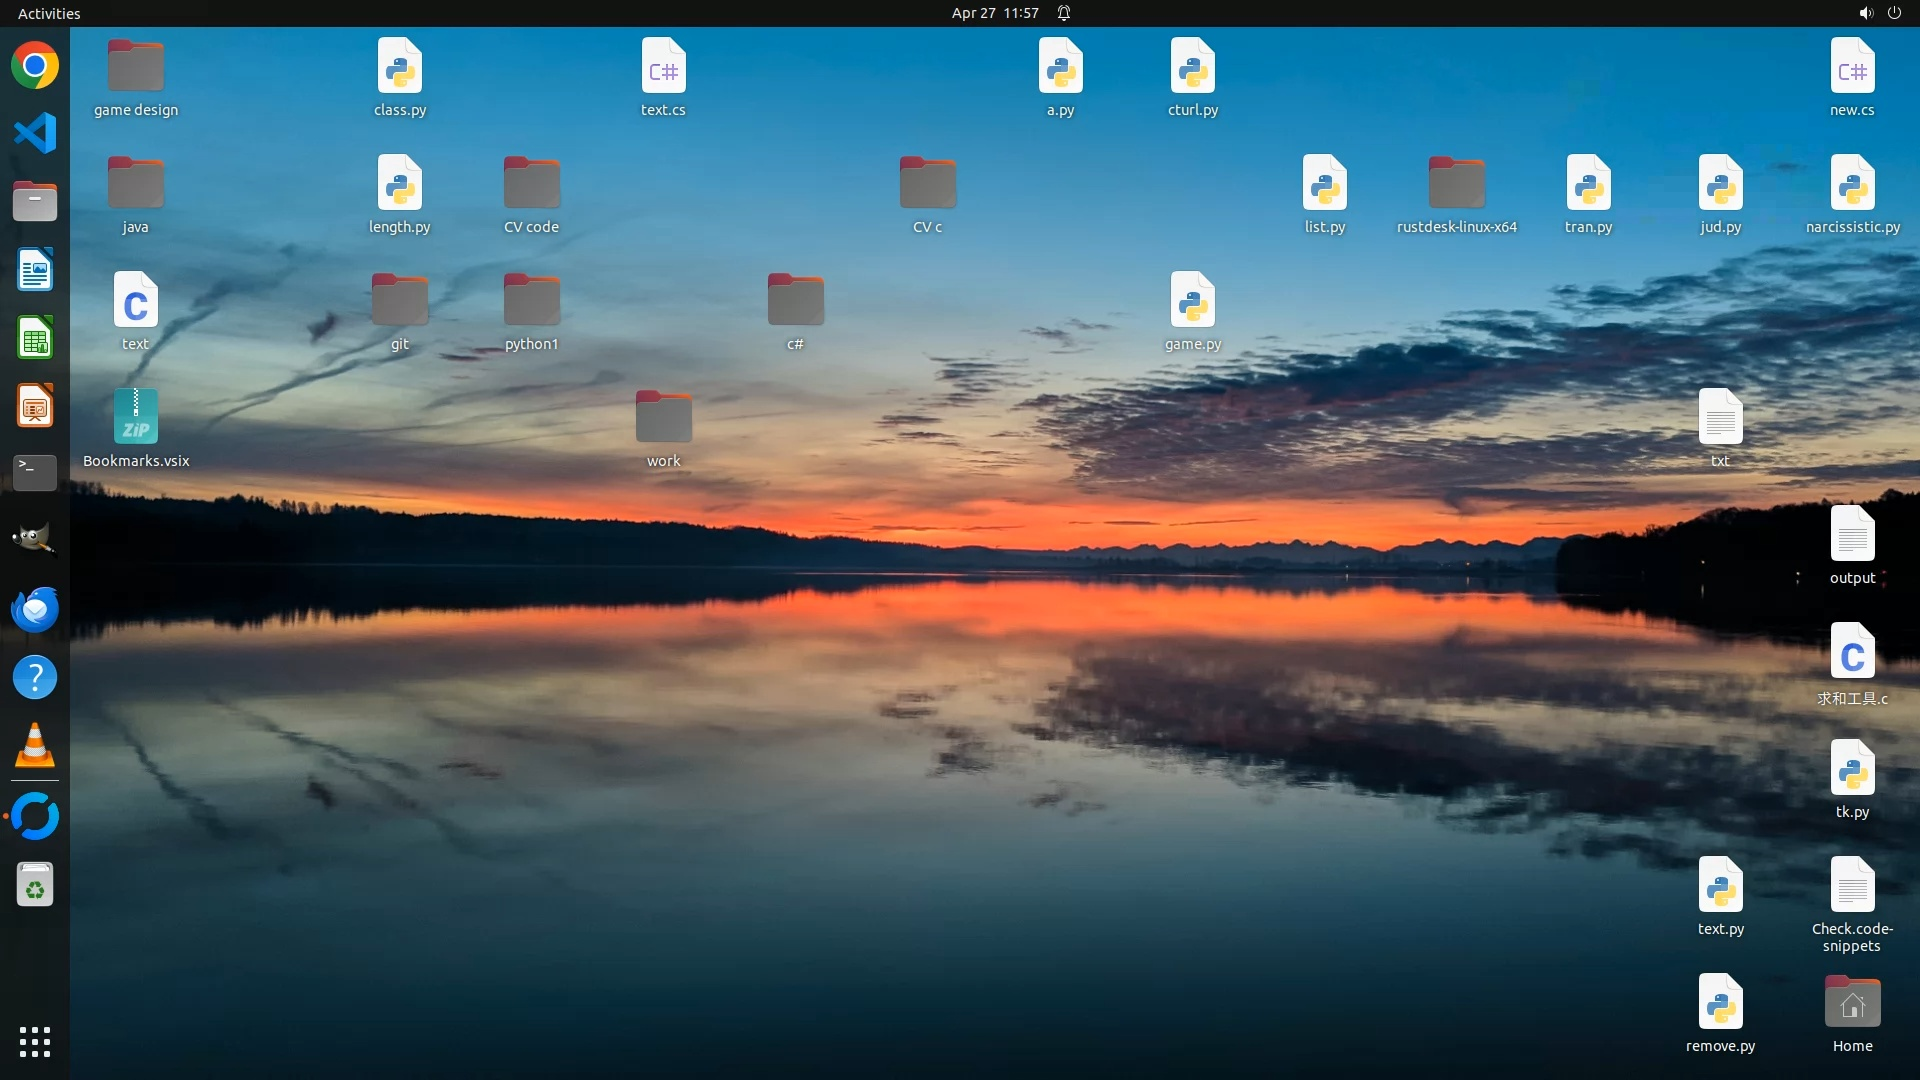 Activities
Apr 27 11:57
game design
class.py
C#
text.cs
a.py
cturl.py
C#
new.cs
java
length.py
CV code
CV c
list.py
rustdesk-linux-x64
tran.py
jud.py
narcissistic.py
C
text
git
python1
c#
game.py
ZIP
Bookmarks.vsix
work
txt
>_
output
C
求和工具.c
?
tk.py
text.py
Check.code-
snippets
remove.py
Home